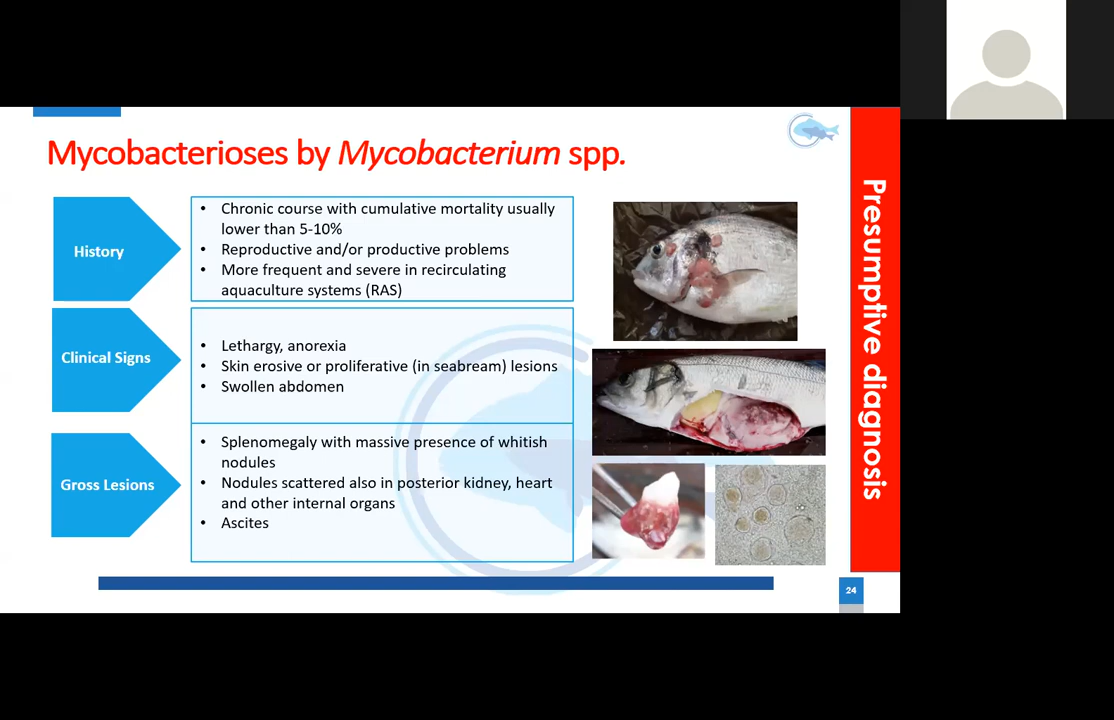 Mycobacterioses by Mycobacterium spp.
History
• Chronic course with cumulative mortality usually
lower than 5-10%
• Reproductive and/or productive problems
• More frequent and severe in recirculating
aquaculture systems (RAS)
Clinical Signs
• Lethargy, anorexia
• Skin erosive or proliferative (in seabream) lesions
• Swollen abdomen
Gross Lesions
• Splenomegaly with massive presence of whitish
nodules
• Nodules scattered also in posterior kidney, heart
and other internal organs
• Ascites
Presumptive diagnosis
24